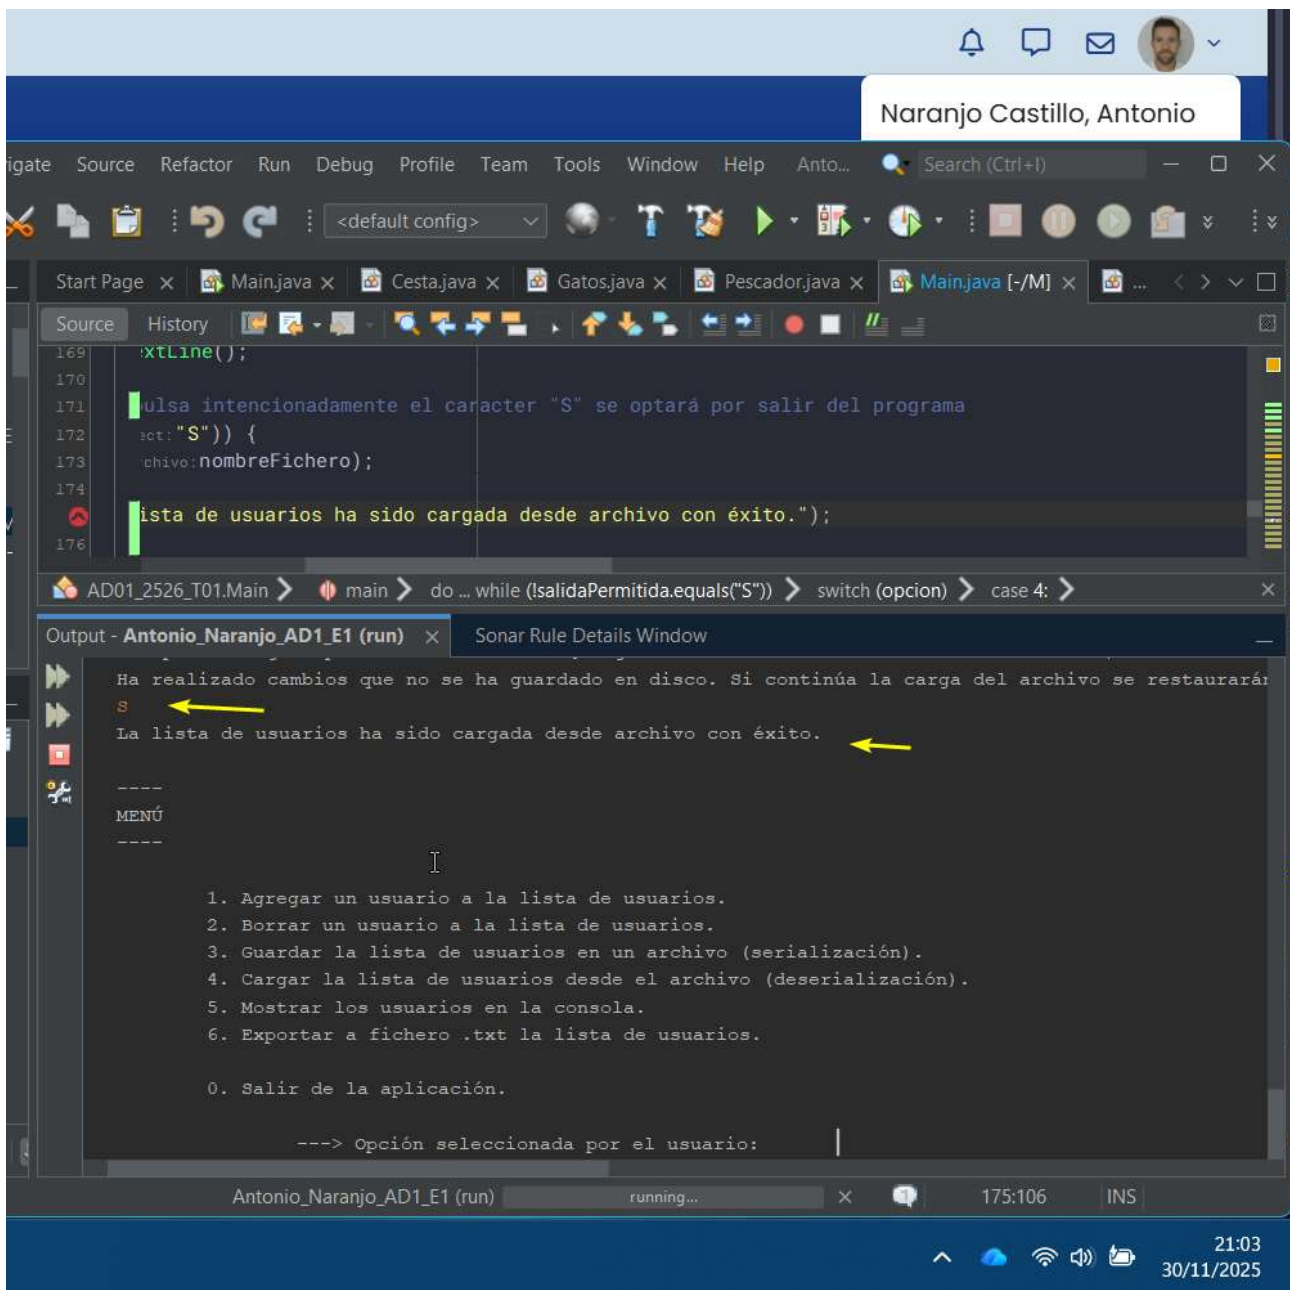 Naranjo Castillo, Antonio
igate Source Refactor Run Debug Profile Team Tools Window Help Anto... Search (Ctrl+I)
<default config>
Start Page Main.java Cesta.java Gatos.java Pescador.java Main.java [-/M] ...
Source History
169 xtLine();
170
171 ulsa intencionadamente el caracter "S" se optará por salir del programa
172 ect: "S")) {
173 chivo: nombreFichero);
174
ista de usuarios ha sido cargada desde archivo con éxito.");
176
AD01_2526_T01.Main main do ... while (!salidaPermitida.equals("S")) switch (opcion) case 4:
Output - Antonio_Naranjo_AD1_E1 (run) Sonar Rule Details Window
Ha realizado cambios que no se ha guardado en disco. Si continúa la carga del archivo se restaurará
S
La lista de usuarios ha sido cargada desde archivo con éxito.
----
MENÚ
----
1. Agregar un usuario a la lista de usuarios.
2. Borrar un usuario a la lista de usuarios.
3. Guardar la lista de usuarios en un archivo (serialización).
4. Cargar la lista de usuarios desde el archivo (deserialización).
5. Mostrar los usuarios en la consola.
6. Exportar a fichero .txt la lista de usuarios.
0. Salir de la aplicación.
---> Opción seleccionada por el usuario:
Antonio_Naranjo_AD1_E1 (run) running... 1 175:106 INS
21:03
30/11/2025